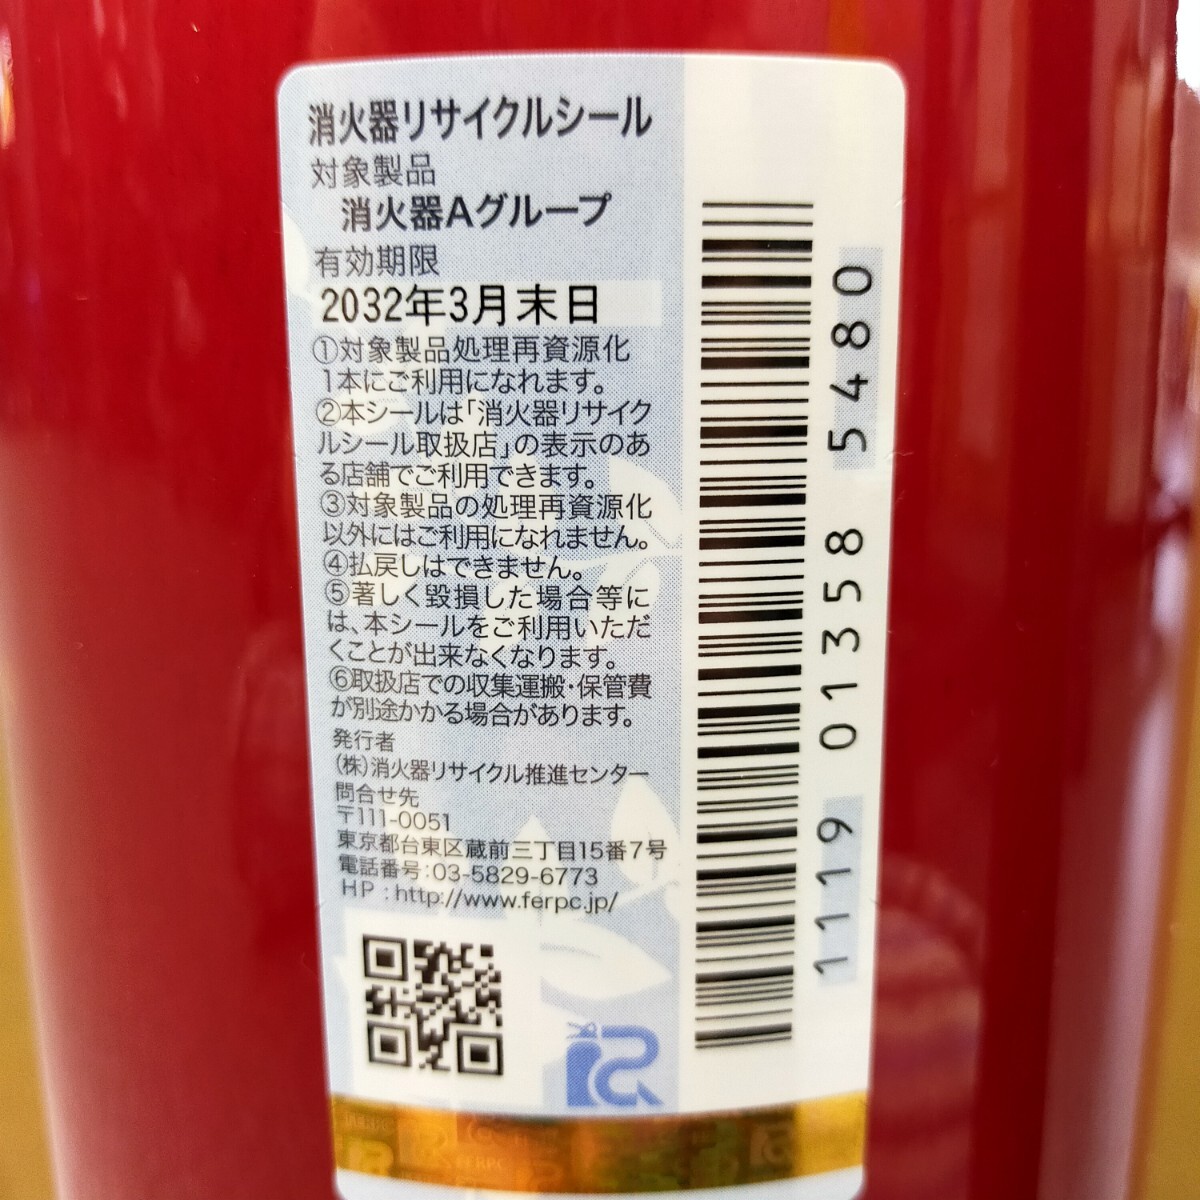 消火器リサイクルシール
対象製品
消火器Aグループ
有効期限
2032年3月末日
①対象製品処理再資源化
1本にご利用になれます。
②本シールは「消火器リサイク
ルシール取扱店」の表示のあ
る店舗でご利用できます。
③対象製品の処理再資源化
以外にはご利用になれません。
④払戻しはできません。
⑤著しく毀損した場合等に
は、本シールをご利用いただ
くことが出来なくなります。
⑥取扱店での収集運搬・保管費
が別途かかる場合があります。
発行者
(株)消火器リサイクル推進センター
問合せ先
〒111-0051
東京都台東区蔵前三丁目15番7号
電話番号:03-5829-6773
HP:http://www.ferpc.jp/
1119 01358 5480
FERPC